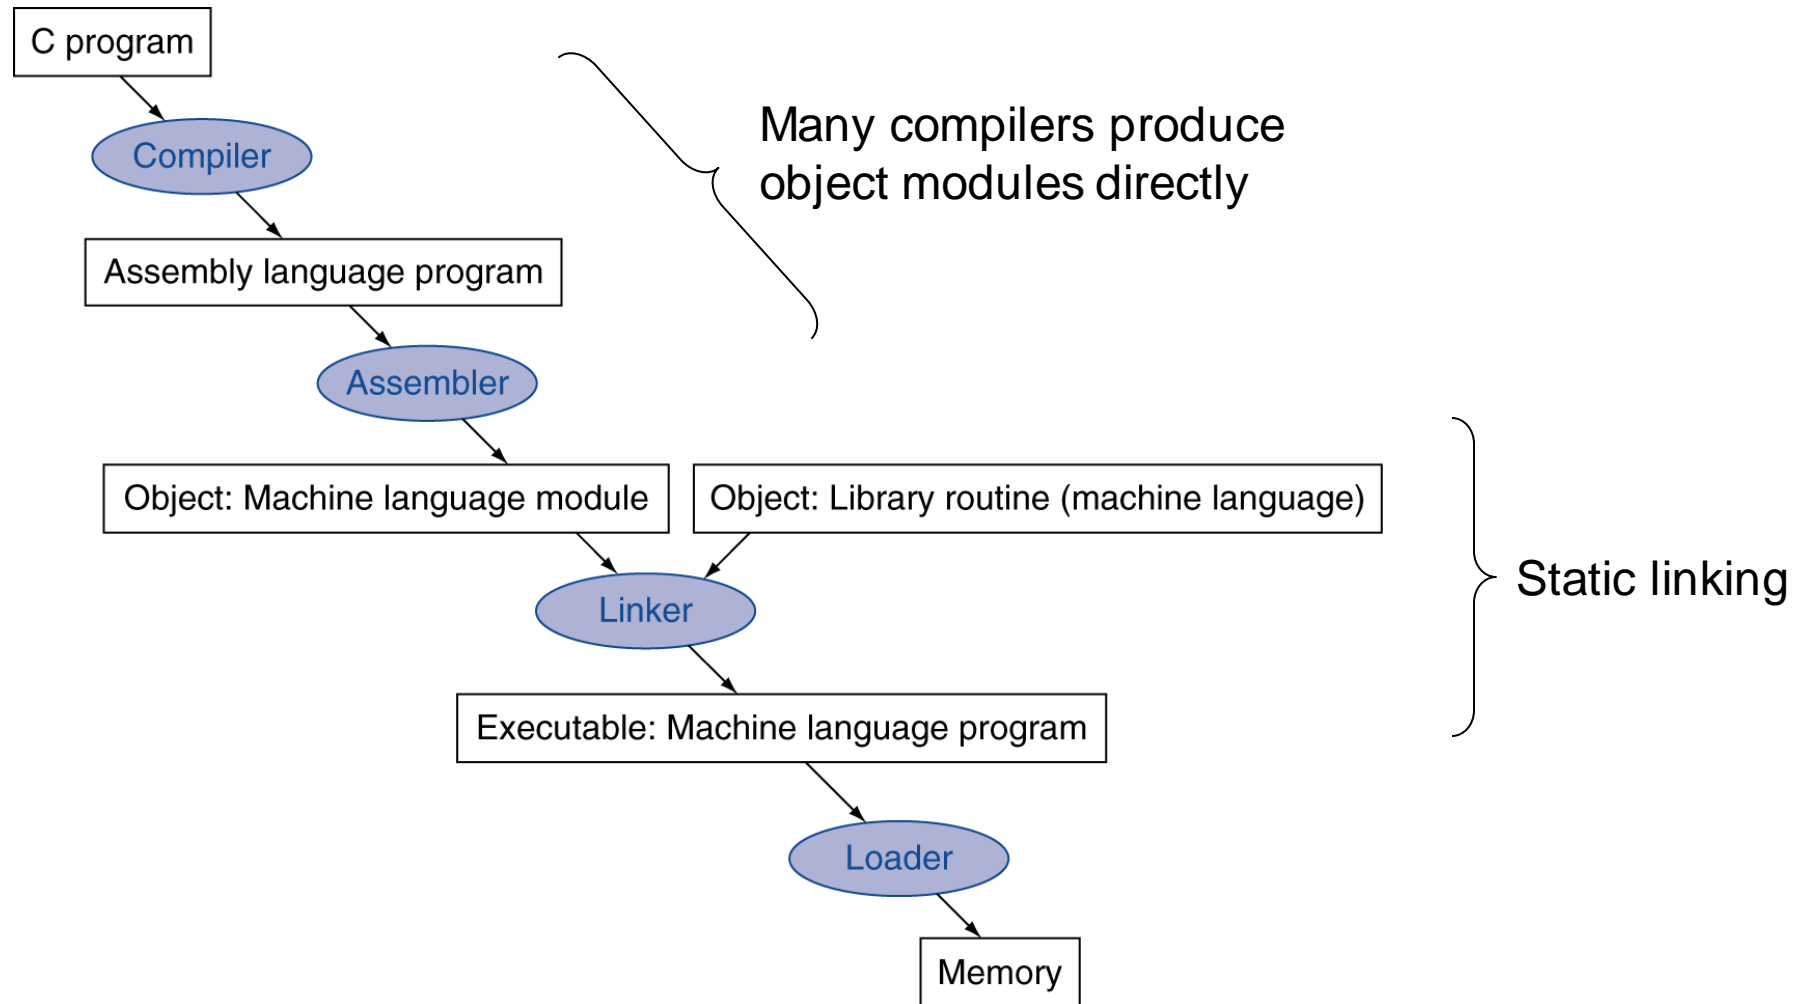 C program
Many compilers produce
object modules directly
Compiler
Assembly language program
Assembler
Object: Machine language module
Object: Library routine (machine language)
Static linking
Linker
Executable: Machine language program
Loader
Memory